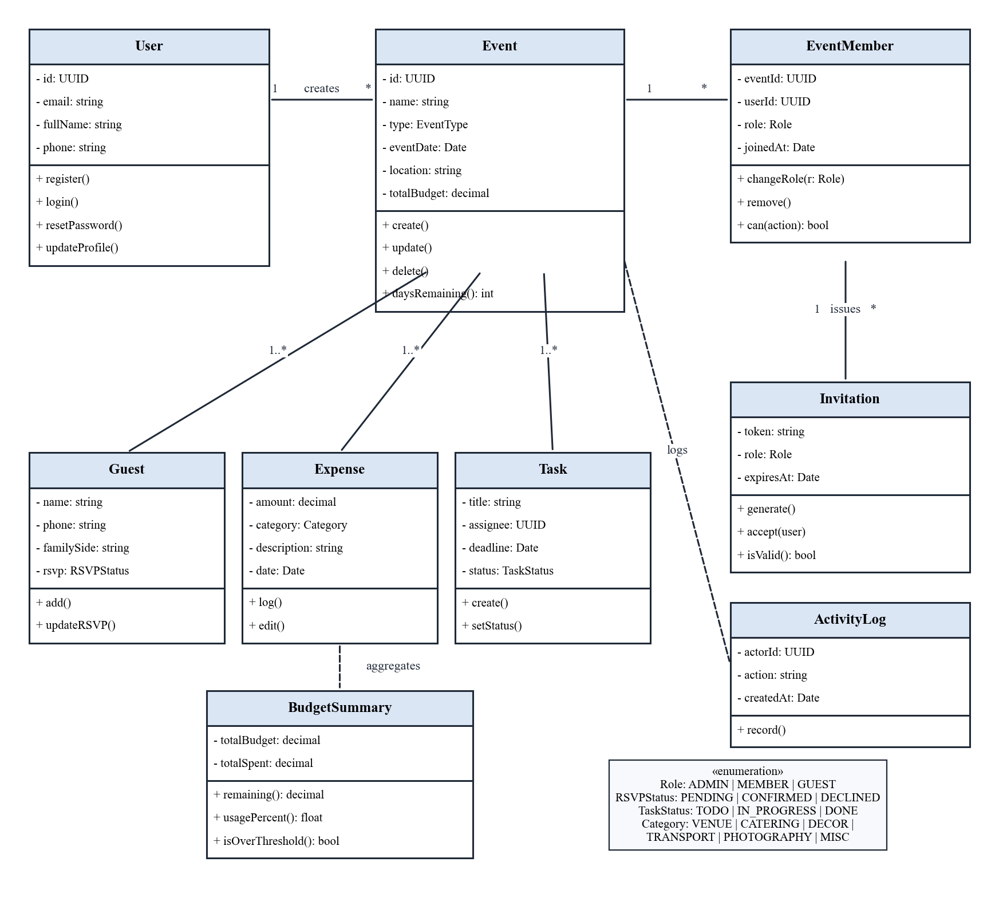 User
- id: UUID
- email: string
- fullName: string
- phone: string
+ register()
+ login()
+ resetPassword()
+ updateProfile()
1 creates *
Event
- id: UUID
- name: string
- type: EventType
- eventDate: Date
- location: string
- totalBudget: decimal
+ create()
+ update()
+ delete()
+ daysRemaining(): int
1 *
EventMember
- eventId: UUID
- userId: UUID
- role: Role
- joinedAt: Date
+ changeRole(r: Role)
+ remove()
+ can(action): bool
1 issues *
1..*
1..*
1..*
logs
Invitation
- token: string
- role: Role
- expiresAt: Date
+ generate()
+ accept(user)
+ isValid(): bool
Guest
- name: string
- phone: string
- familySide: string
- rsvp: RSVPStatus
+ add()
+ updateRSVP()
Expense
- amount: decimal
- category: Category
- description: string
- date: Date
+ log()
+ edit()
Task
- title: string
- assignee: UUID
- deadline: Date
- status: TaskStatus
+ create()
+ setStatus()
ActivityLog
- actorId: UUID
- action: string
- createdAt: Date
+ record()
aggregates
BudgetSummary
- totalBudget: decimal
- totalSpent: decimal
+ remaining(): decimal
+ usagePercent(): float
+ isOverThreshold(): bool
«enumeration»
Role: ADMIN | MEMBER | GUEST
RSVPStatus: PENDING | CONFIRMED | DECLINED
TaskStatus: TODO | IN_PROGRESS | DONE
Category: VENUE | CATERING | DECOR |
TRANSPORT | PHOTOGRAPHY | MISC